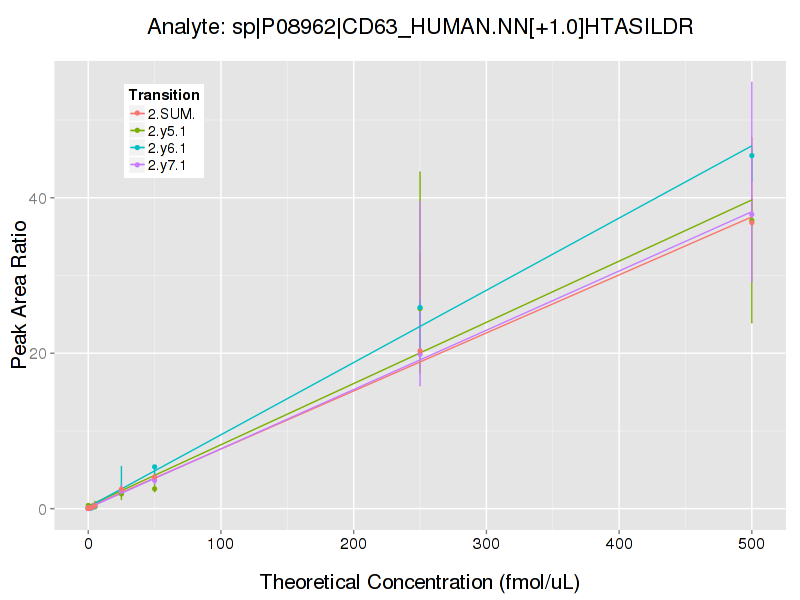 Analyte: sp|P08962|CD63_HUMAN.NN[+1.0]HTASILDR
Transition
2.SUM.
2.y5.1
2.y6.1
2.y7.1
Peak Area Ratio
40
20
0
0 100 200 300 400 500
Theoretical Concentration (fmol/uL)